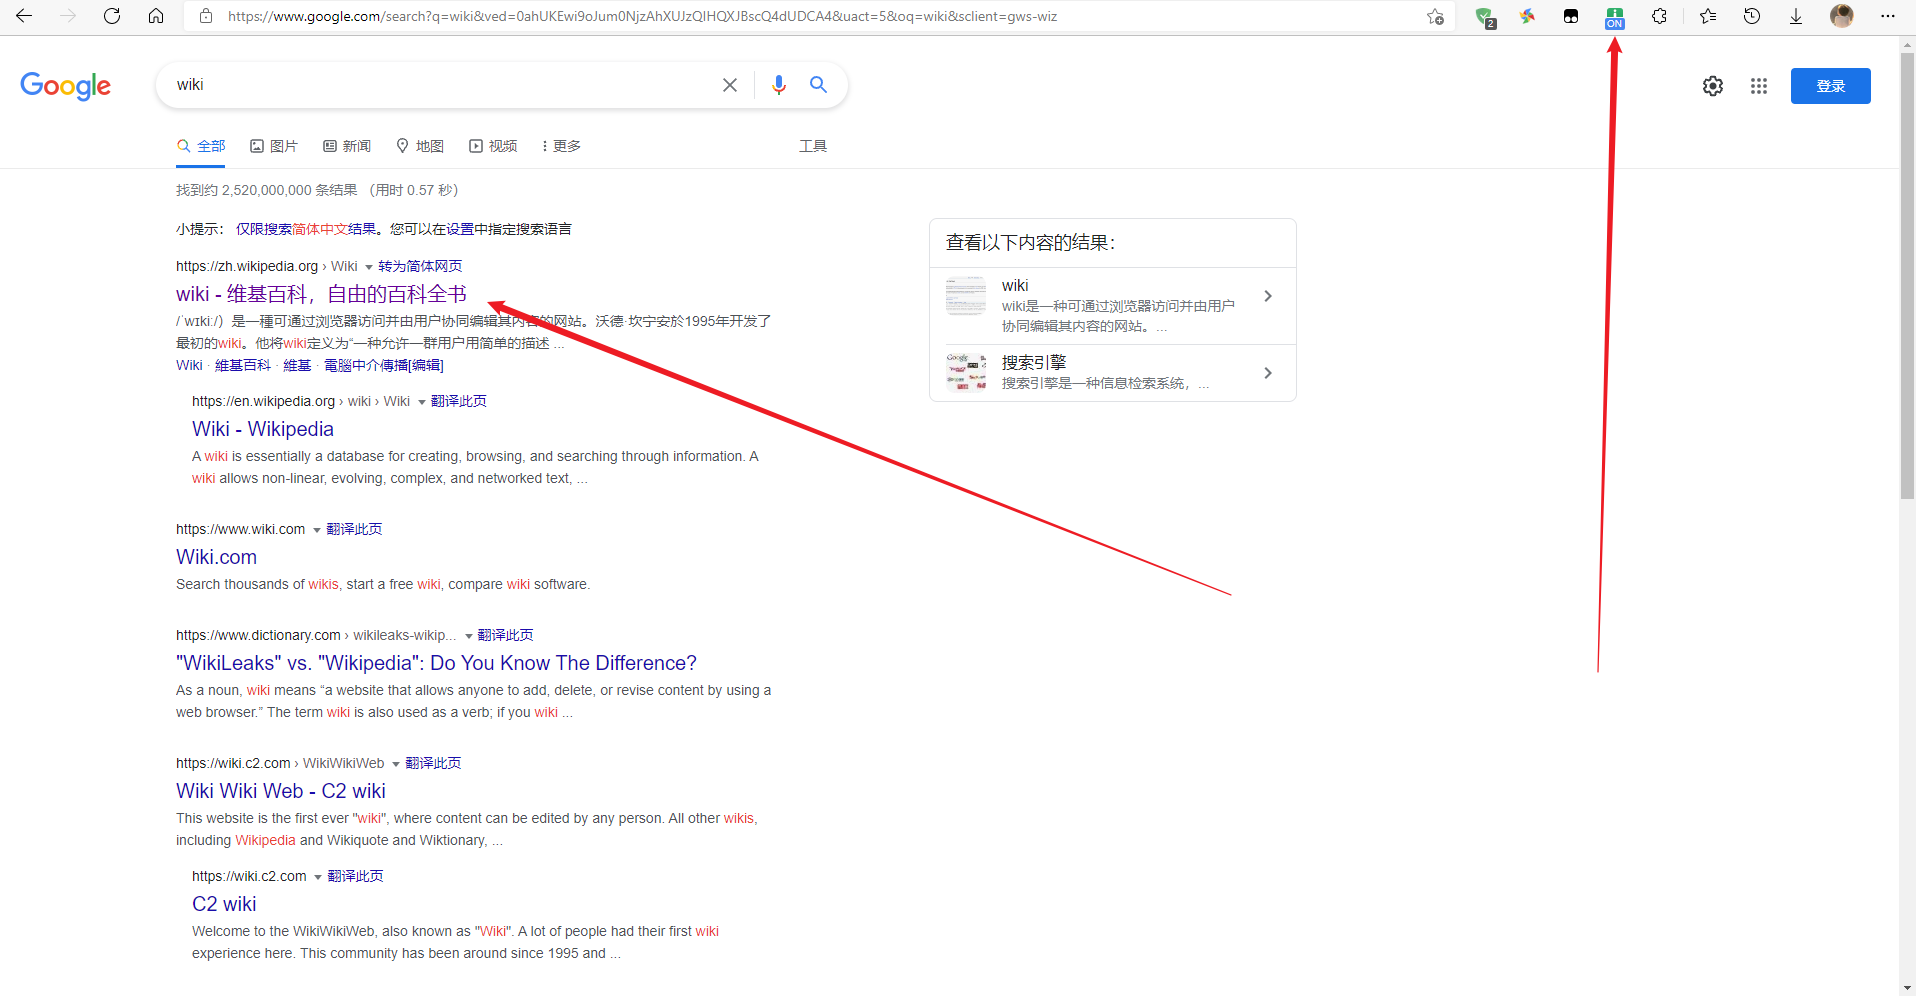 https://www.google.com/search?q=wiki&ved=0ahUKEwi9oJum0NjzAhXUJzQIHQXJBscQ4dUDCA4&uact=5&oq=wiki&sclient=gws-wiz
2
ON
Google
wiki
登录
全部
图片
新闻
地图
视频
更多
工具
找到约 2,520,000,000 条结果 （用时 0.57 秒）
小提示： 仅限搜索简体中文结果。您可以在设置中指定搜索语言
https://zh.wikipedia.org › Wiki 转为简体网页
wiki - 维基百科，自由的百科全书
/ˈwɪkiː/）是一種可通过浏览器访问并由用户协同编辑其内容的网站。沃德·坎宁安於1995年开发了
最初的wiki。他将wiki定义为“一种允许一群用户用简单的描述 ...
Wiki · 維基百科 · 維基 · 電腦中介傳播[编辑]
https://en.wikipedia.org › wiki › Wiki 翻译此页
Wiki - Wikipedia
A wiki is essentially a database for creating, browsing, and searching through information. A
wiki allows non-linear, evolving, complex, and networked text, ...
https://www.wiki.com 翻译此页
Wiki.com
Search thousands of wikis, start a free wiki, compare wiki software.
https://www.dictionary.com › wikileaks-wikip... 翻译此页
"WikiLeaks" vs. "Wikipedia": Do You Know The Difference?
As a noun, wiki means “a website that allows anyone to add, delete, or revise content by using a
web browser.” The term wiki is also used as a verb; if you wiki ...
https://wiki.c2.com › WikiWikiWeb 翻译此页
Wiki Wiki Web - C2 wiki
This website is the first ever "wiki", where content can be edited by any person. All other wikis,
including Wikipedia and Wikiquote and Wiktionary, ...
https://wiki.c2.com 翻译此页
C2 wiki
Welcome to the WikiWikiWeb, also known as "Wiki". A lot of people had their first wiki
experience here. This community has been around since 1995 and ...
查看以下内容的结果：
wiki
wiki是一种可通过浏览器访问并由用户
协同编辑其内容的网站。...
搜索引擎
搜索引擎是一种信息检索系统，...